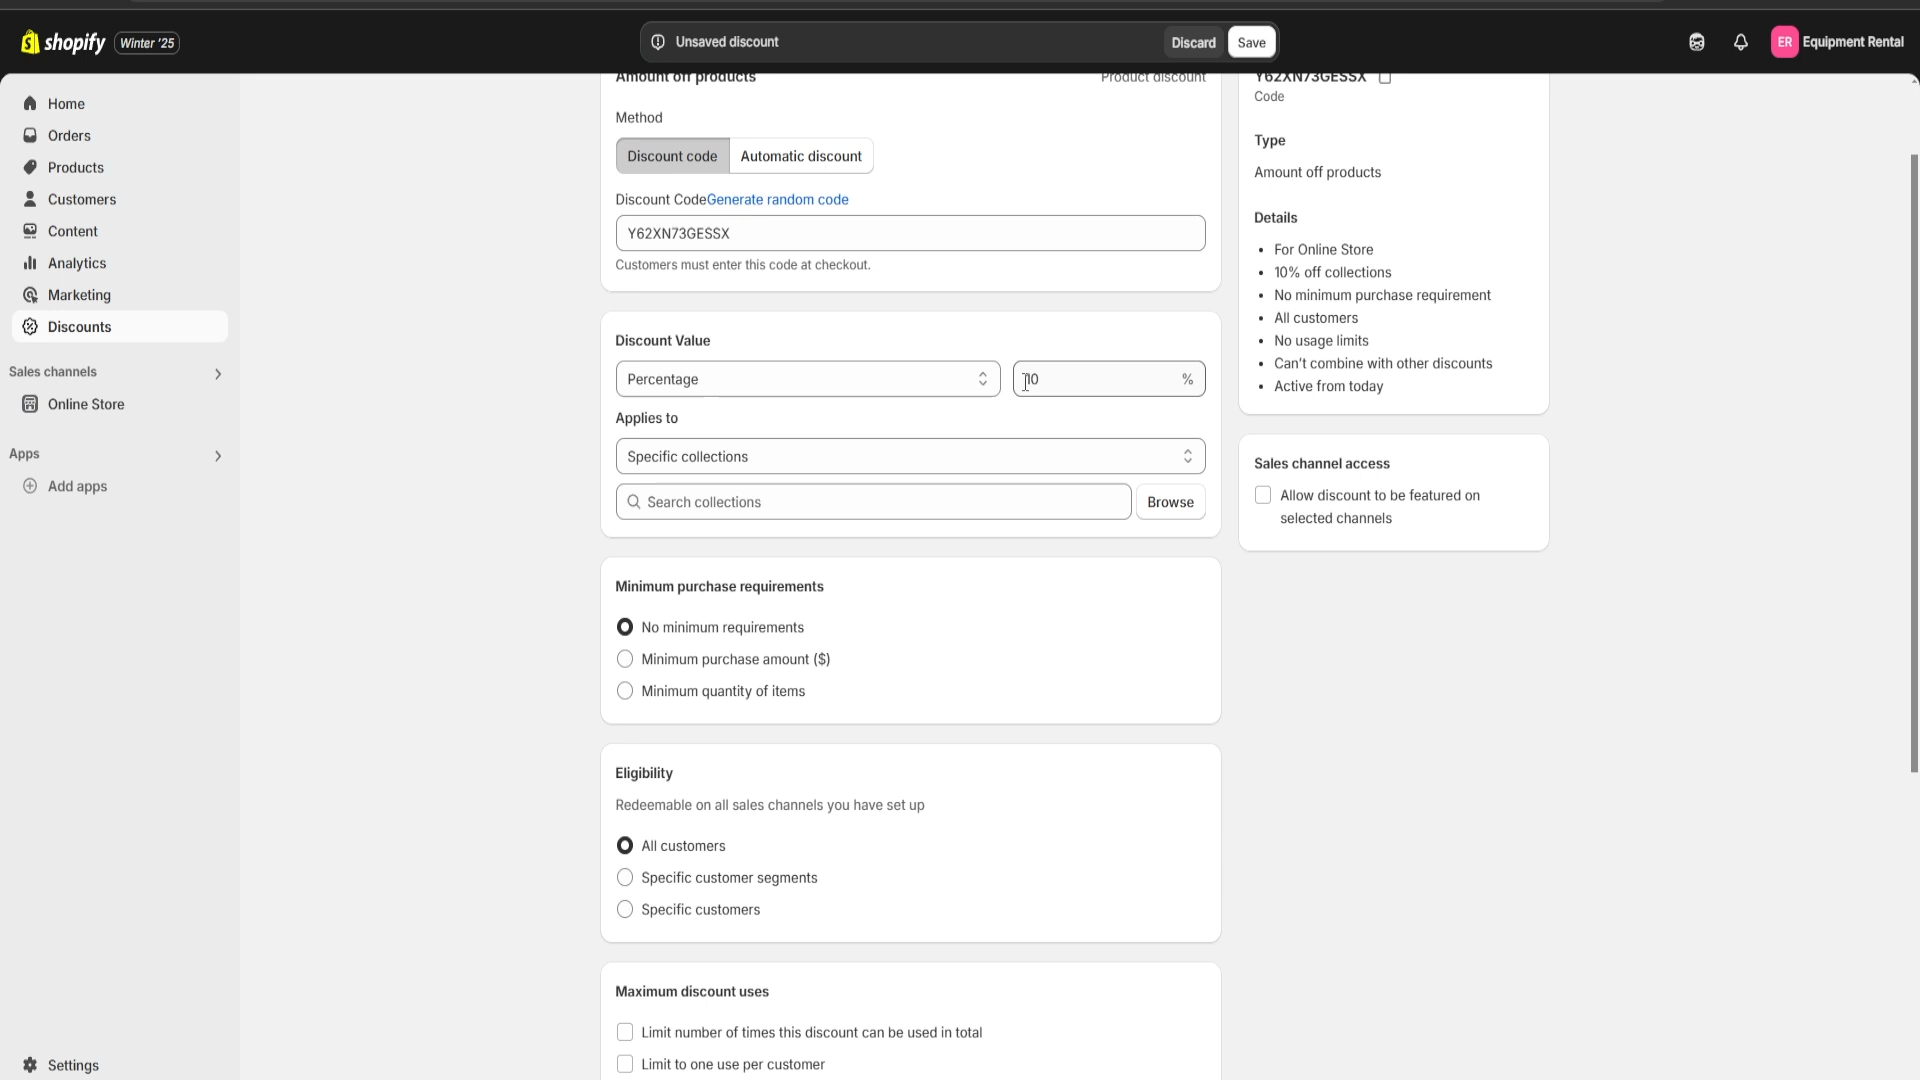 shopify Winter '25
Unsaved discount
Discard
Save
ER Equipment Rental
Home
Orders
Products
Customers
Content
Analytics
Marketing
Discounts
Sales channels
Online Store
Apps
Add apps
Settings
Amount off products
Product discount
Method
Discount code
Automatic discount
Discount CodeGenerate random code
Y62XN73GESSX
Customers must enter this code at checkout.
Discount Value
Percentage
10 %
Applies to
Specific collections
Search collections
Browse
Minimum purchase requirements
No minimum requirements
Minimum purchase amount ($)
Minimum quantity of items
Eligibility
Redeemable on all sales channels you have set up
All customers
Specific customer segments
Specific customers
Maximum discount uses
Limit number of times this discount can be used in total
Limit to one use per customer
Y62XN73GESSX
Code
Type
Amount off products
Details
• For Online Store
• 10% off collections
• No minimum purchase requirement
• All customers
• No usage limits
• Can't combine with other discounts
• Active from today
Sales channel access
Allow discount to be featured on
selected channels